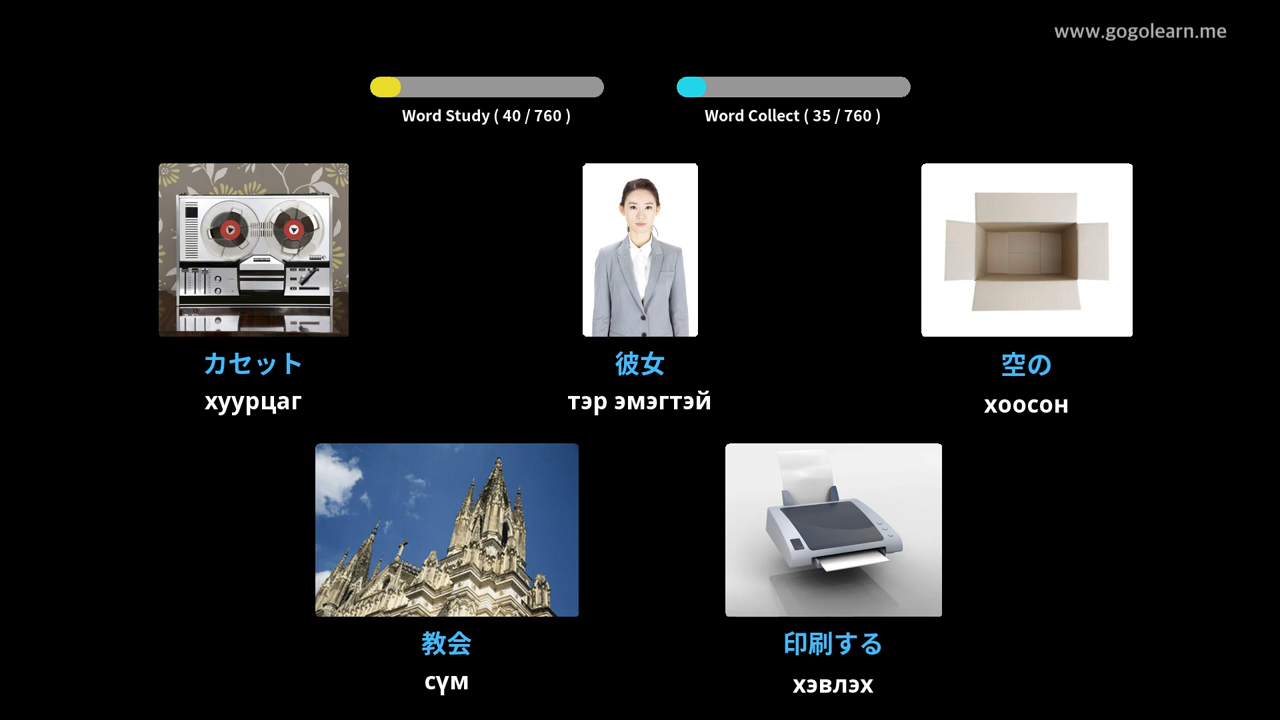 www.gogolearn.me
Word Study ( 40 / 760 )
Word Collect ( 35 / 760 )
カセット
хуурцаг
彼女
тэр эмэгтэй
空の
хоосон
教会
сүм
印刷する
хэвлэх